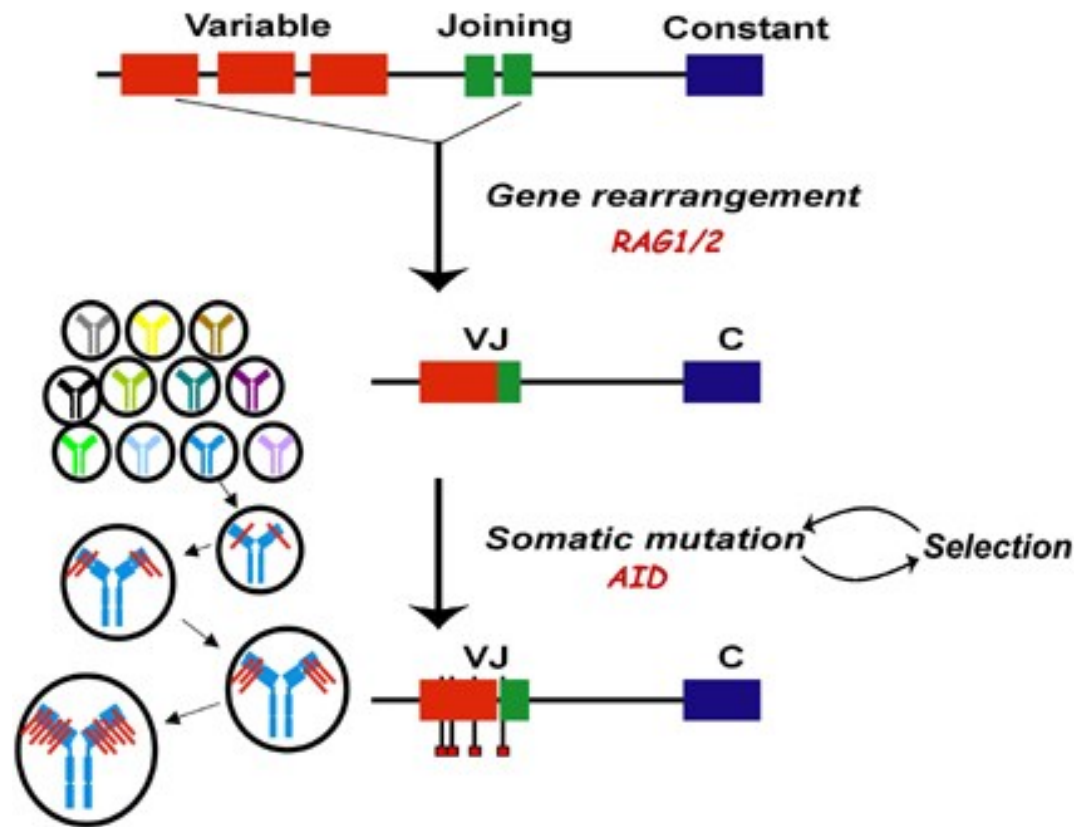 Variable Joining Constant
Gene rearrangement
RAG1/2
VJ C
Somatic mutation Selection
AID
VJ C